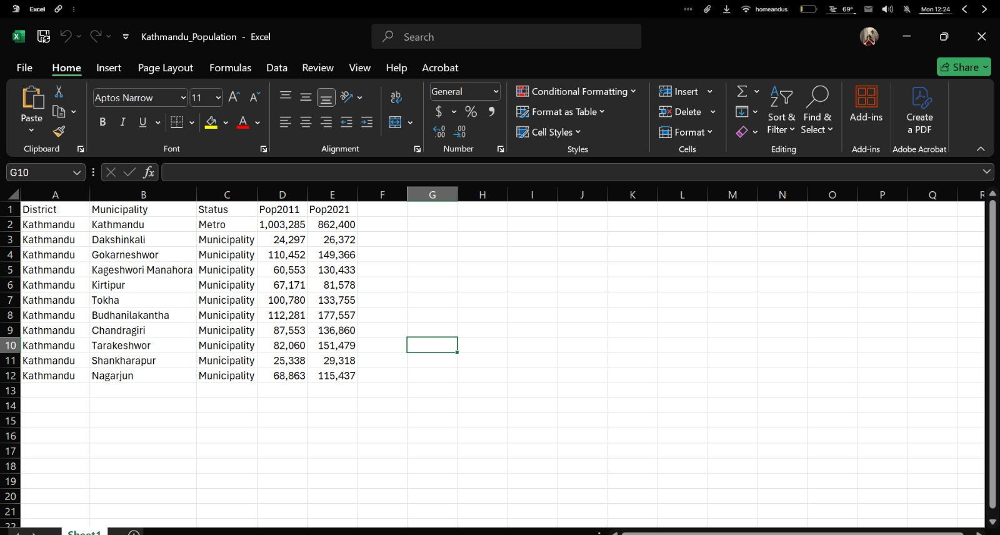 Excel
homeandus 69° Mon 12:24
Kathmandu_Population - Excel
Search
File Home Insert Page Layout Formulas Data Review View Help Acrobat
Share
Paste
Aptos Narrow 11
B I U
ab
General
$ % 9
Conditional Formatting
Format as Table
Cell Styles
Insert
Delete
Format
Sort & Filter
Find & Select
Add-ins
Create a PDF
Clipboard Font Alignment Number Styles Cells Editing Add-ins Adobe Acrobat
G10 fx
A B C D E F G H I J K L M N O P Q R
1 District Municipality Status Pop2011 Pop2021
2 Kathmandu Kathmandu Metro 1,003,285 862,400
3 Kathmandu Dakshinkali Municipality 24,297 26,372
4 Kathmandu Gokarneshwor Municipality 110,452 149,366
5 Kathmandu Kageshwori Manahora Municipality 60,553 130,433
6 Kathmandu Kirtipur Municipality 67,171 81,578
7 Kathmandu Tokha Municipality 100,780 133,755
8 Kathmandu Budhanilakantha Municipality 112,281 177,557
9 Kathmandu Chandragiri Municipality 87,553 136,860
10 Kathmandu Tarakeshwor Municipality 82,060 151,479
11 Kathmandu Shankharapur Municipality 25,338 29,318
12 Kathmandu Nagarjun Municipality 68,863 115,437
13
14
15
16
17
18
19
20
21
22
Sheet1